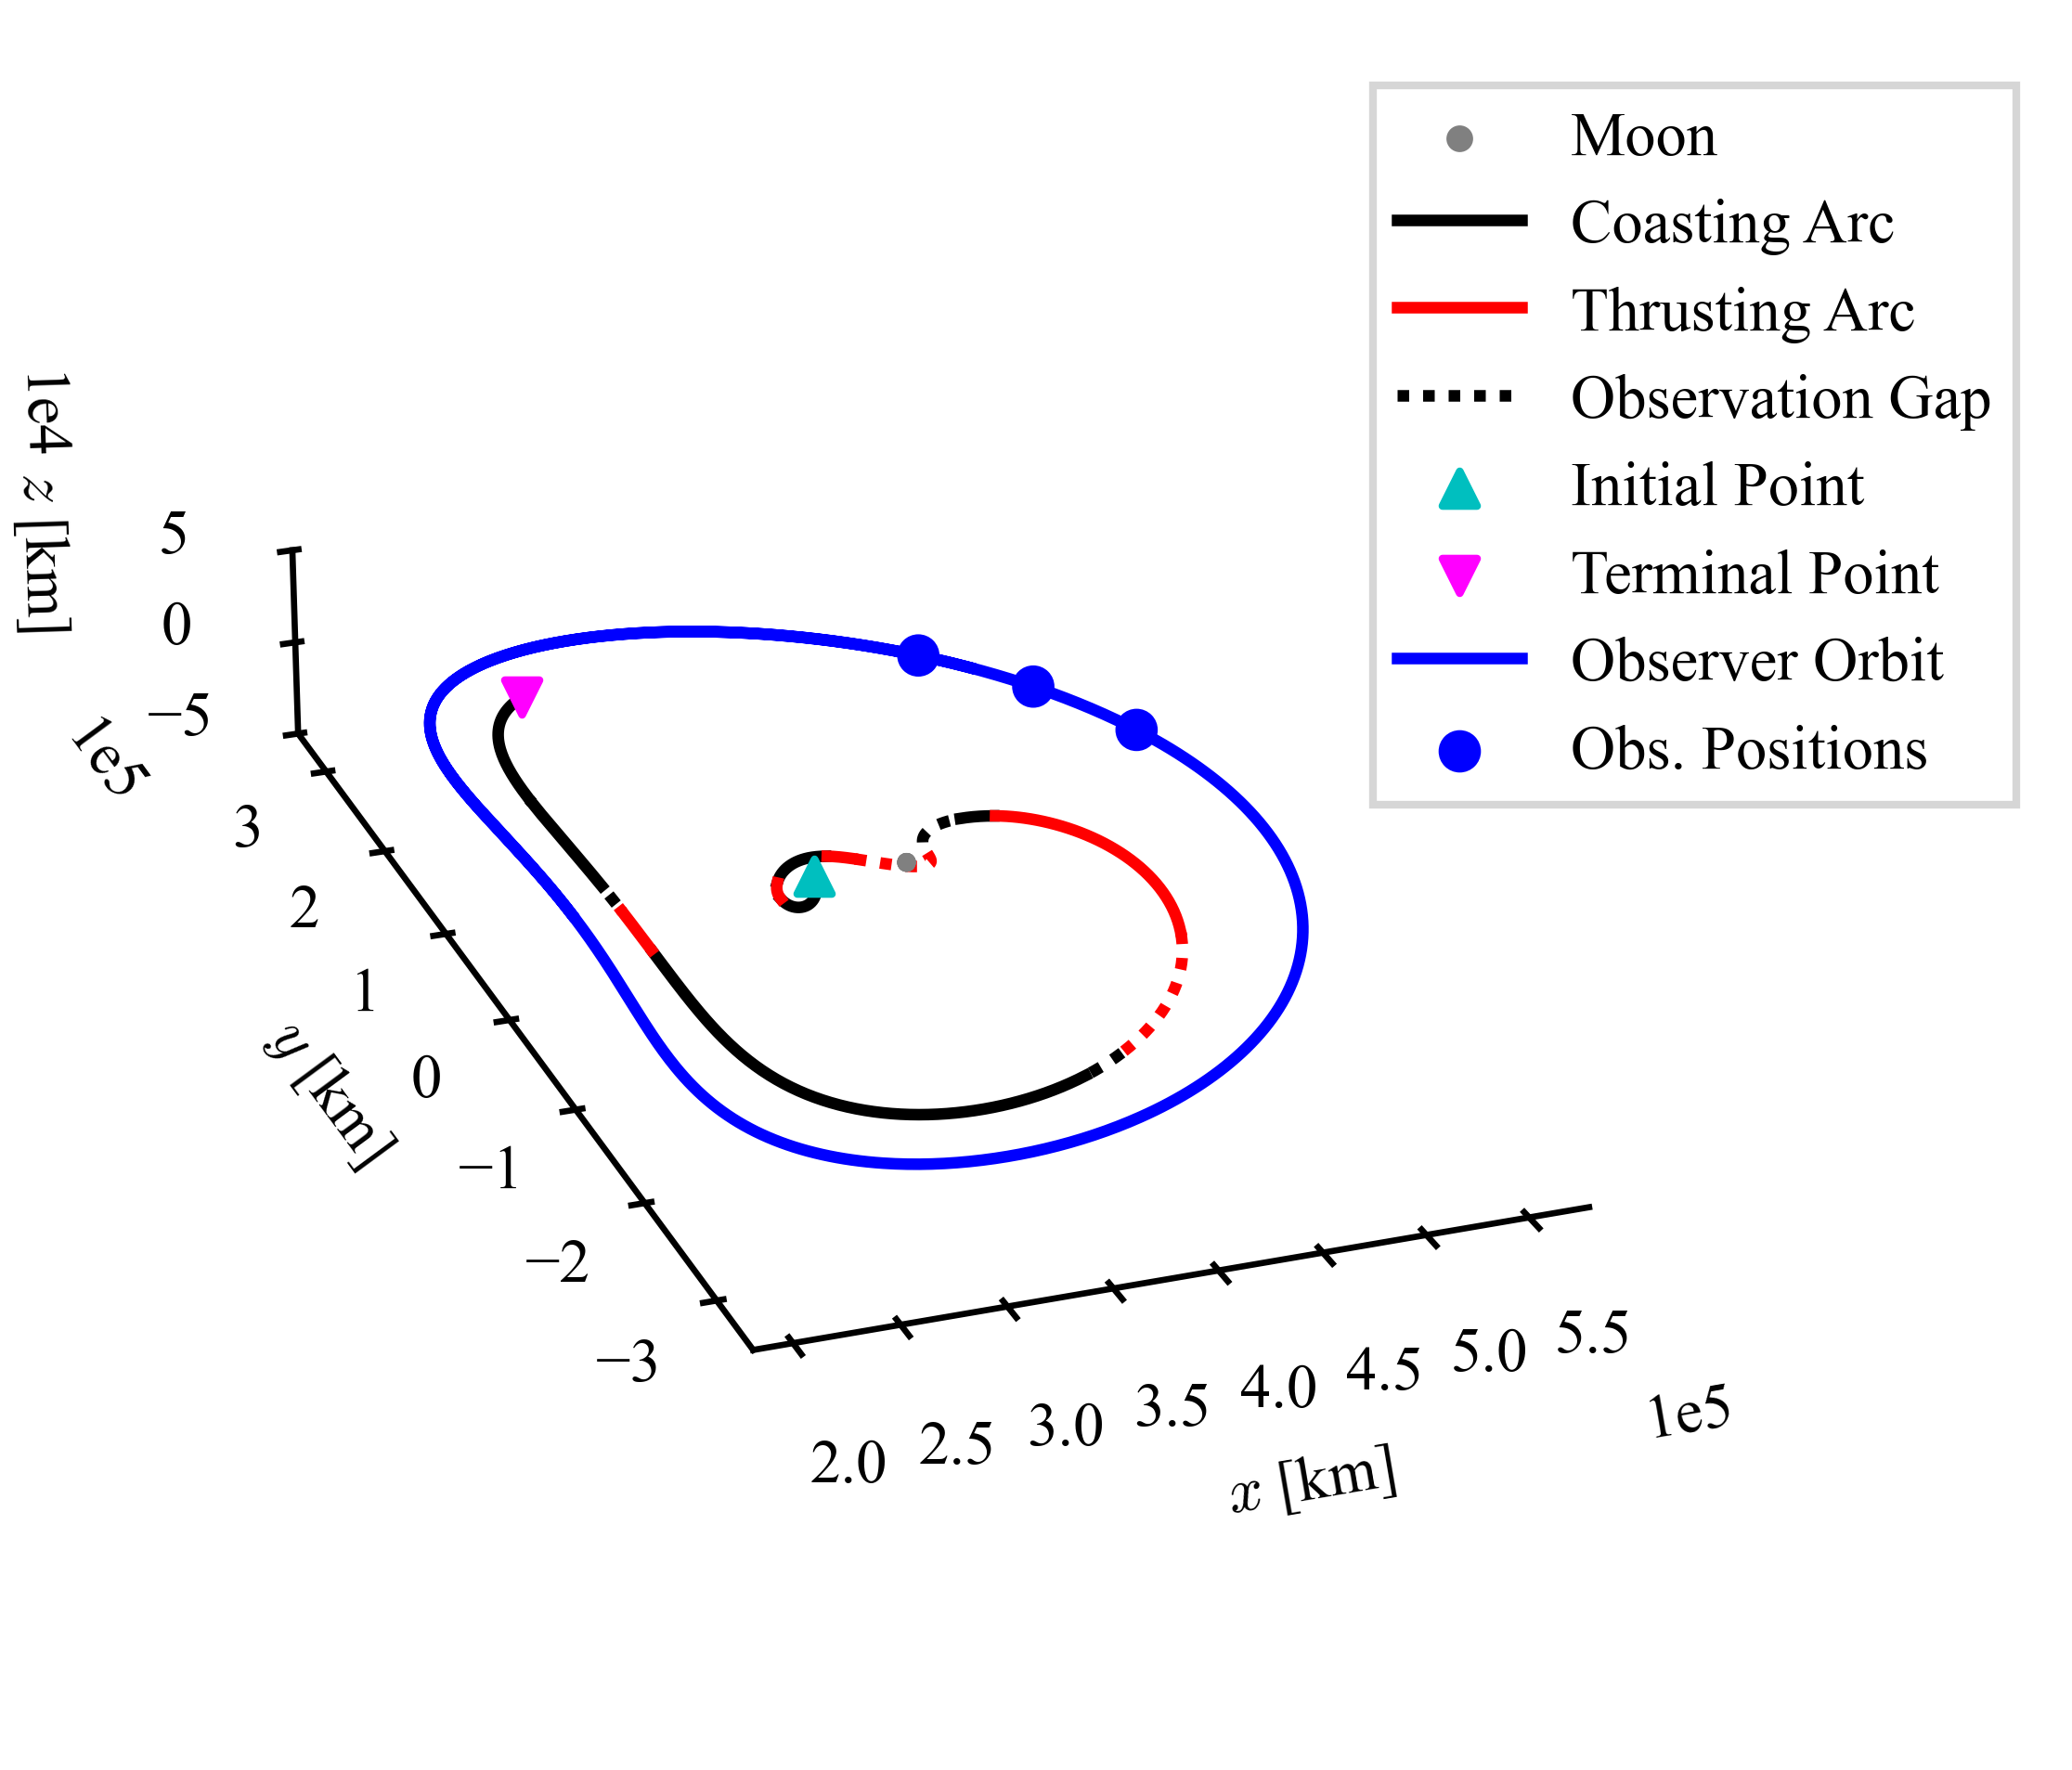 Moon
Coasting Arc
Thrusting Arc
Observation Gap
Initial Point
Terminal Point
Observer Orbit
Obs. Positions
1e4
z [km]
5
0
−5
1e5
3
2
1
0
−1
−2
−3
y [km]
2.0
2.5
3.0
3.5
4.0
4.5
5.0
5.5
1e5
x [km]